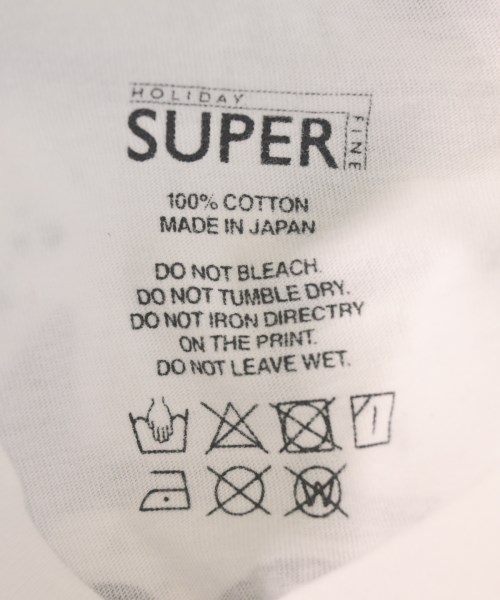 HOLIDAY
SUPER
FINE
100% COTTON
MADE IN JAPAN
DO NOT BLEACH.
DO NOT TUMBLE DRY.
DO NOT IRON DIRECTRY
ON THE PRINT.
DO NOT LEAVE WET.
W